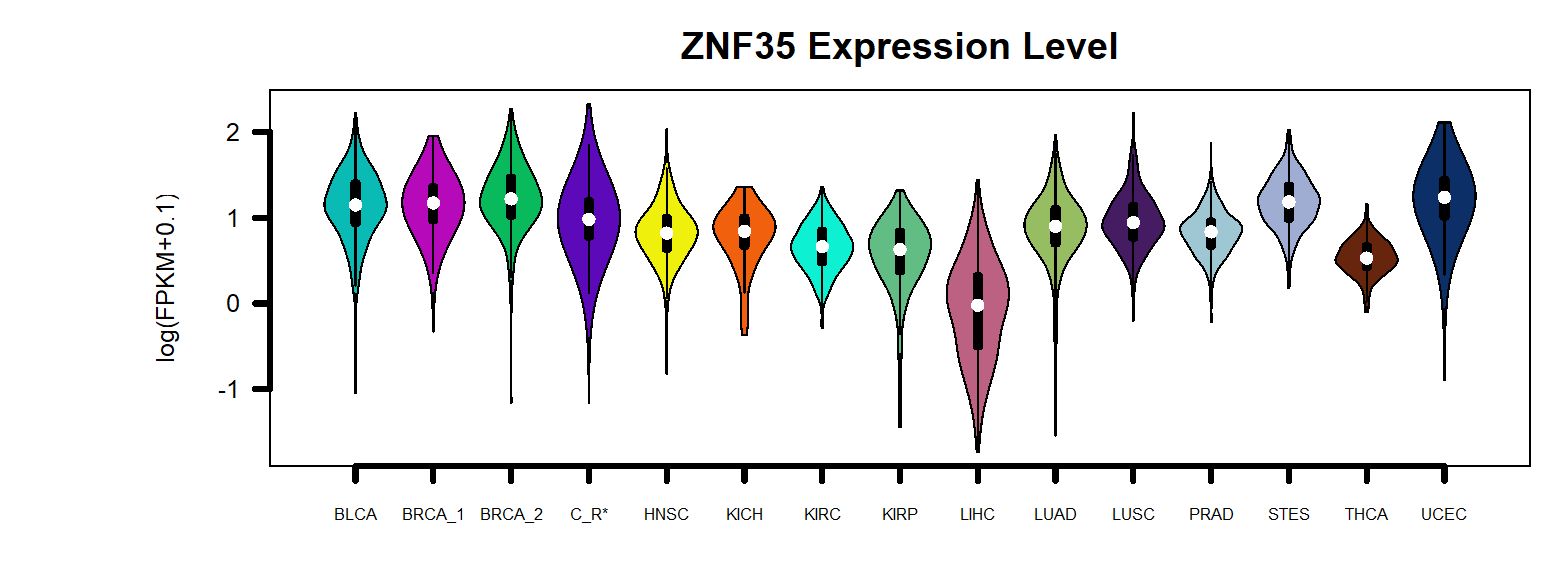 ZNF35 Expression Level
log(FPKM+0.1)
2
1
0
-1
BLCA BRCA_1 BRCA_2 C_R* HNSC KICH KIRC KIRP LIHC LUAD LUSC PRAD STES THCA UCEC